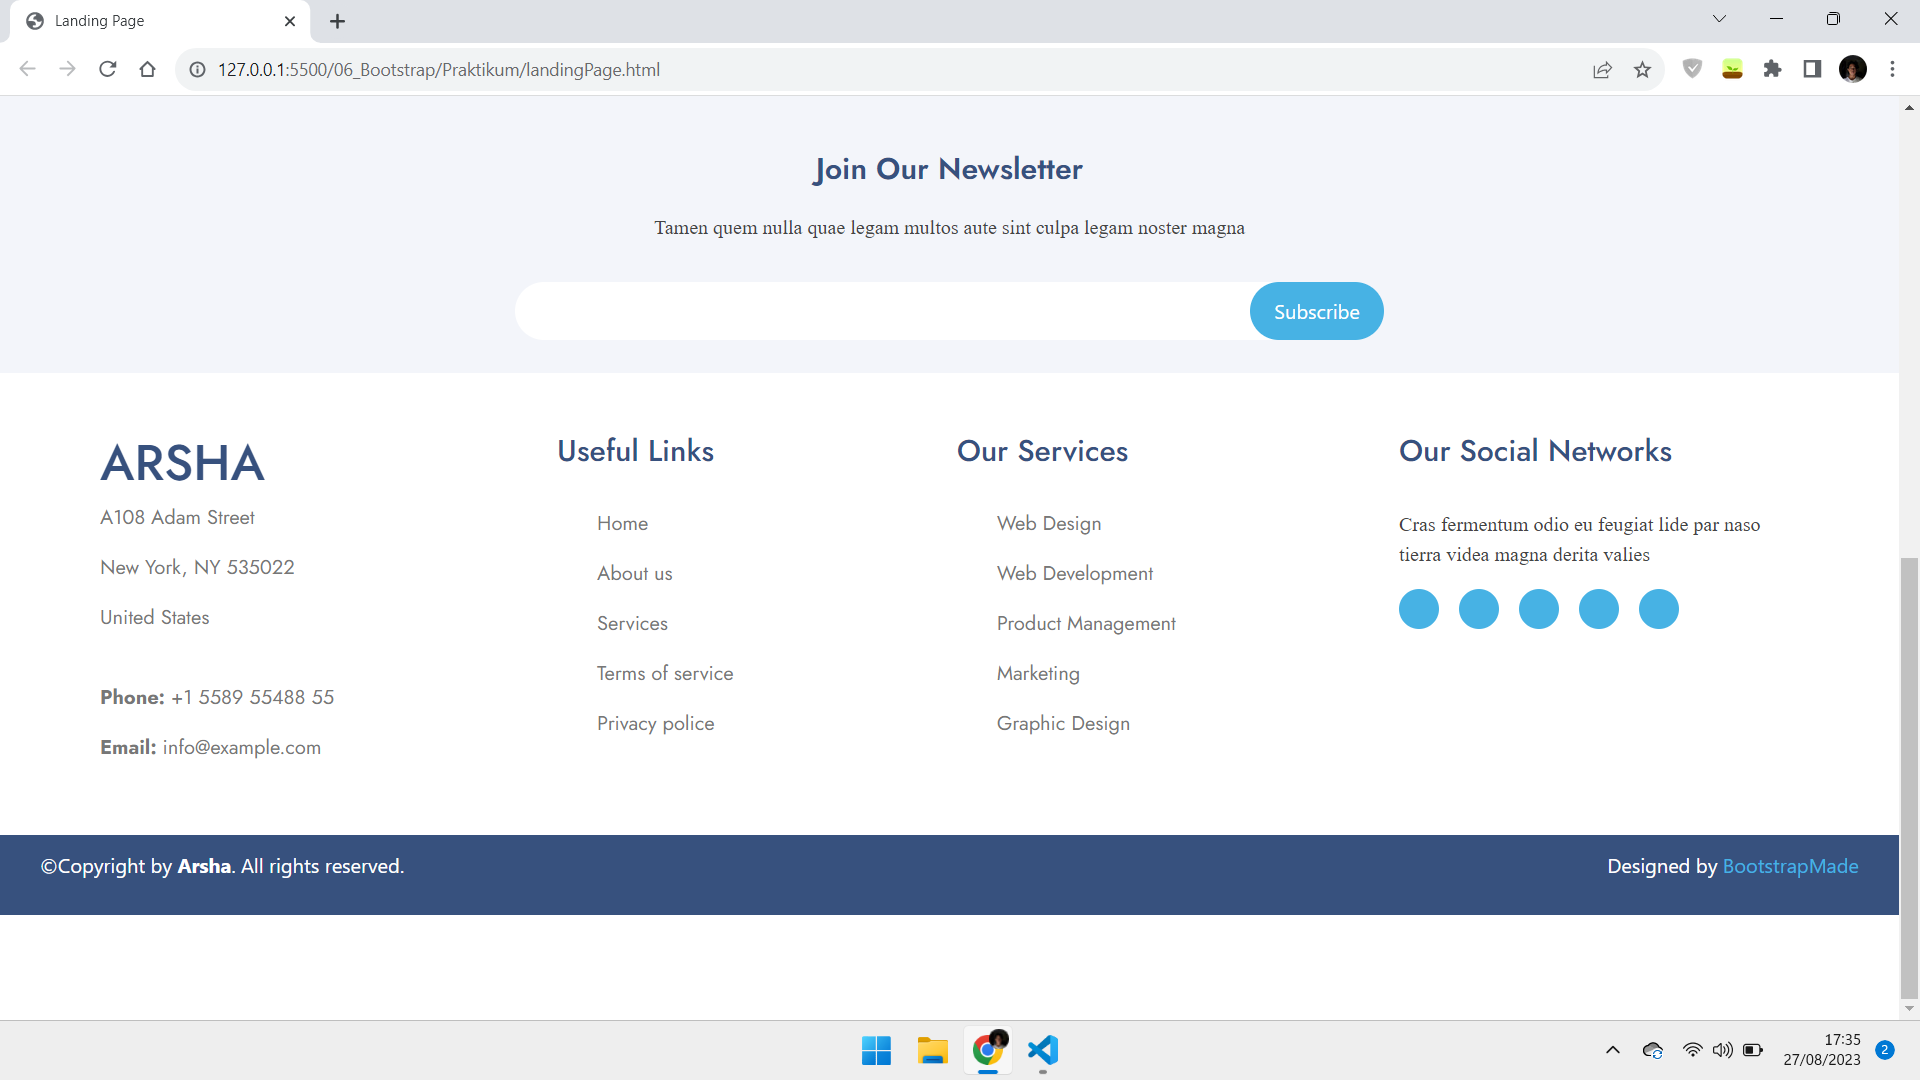 Landing Page
127.0.0.1:5500/06_Bootstrap/Praktikum/landingPage.html
Join Our Newsletter
Tamen quem nulla quae legam multos aute sint culpa legam noster magna
Subscribe
ARSHA
A108 Adam Street
New York, NY 535022
United States
Phone: +1 5589 55488 55
Email: info@example.com
Useful Links
Home
About us
Services
Terms of service
Privacy police
Our Services
Web Design
Web Development
Product Management
Marketing
Graphic Design
Our Social Networks
Cras fermentum odio eu feugiat lide par naso
tierra videa magna derita valies
©Copyright by Arsha. All rights reserved.
Designed by BootstrapMade
17:35
27/08/2023
2